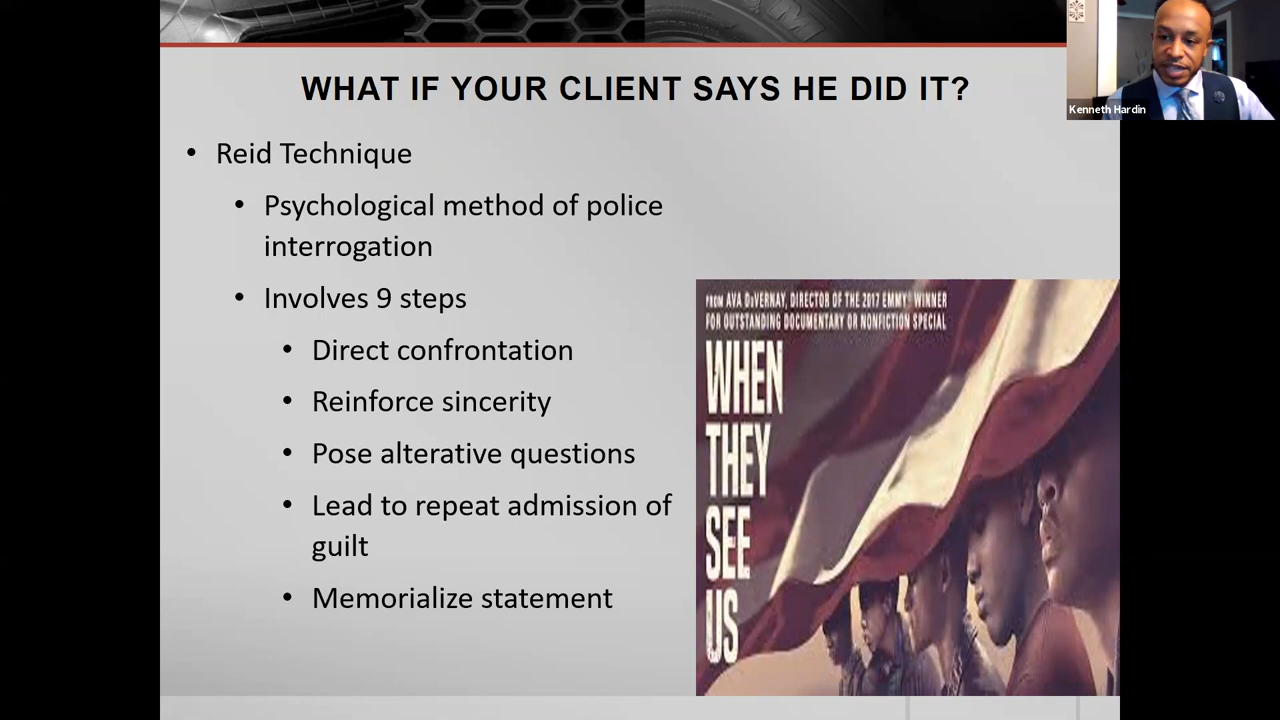 WHAT IF YOUR CLIENT SAYS HE DID IT?
Kenneth Hardin
• Reid Technique
• Psychological method of police
interrogation
• Involves 9 steps
• Direct confrontation
• Reinforce sincerity
• Pose alterative questions
• Lead to repeat admission of
guilt
• Memorialize statement
FROM AVA DUVERNAY, DIRECTOR OF THE 2017 EMMY® WINNER
FOR OUTSTANDING DOCUMENTARY OR NONFICTION SPECIAL
WHEN
THEY
SEE
US